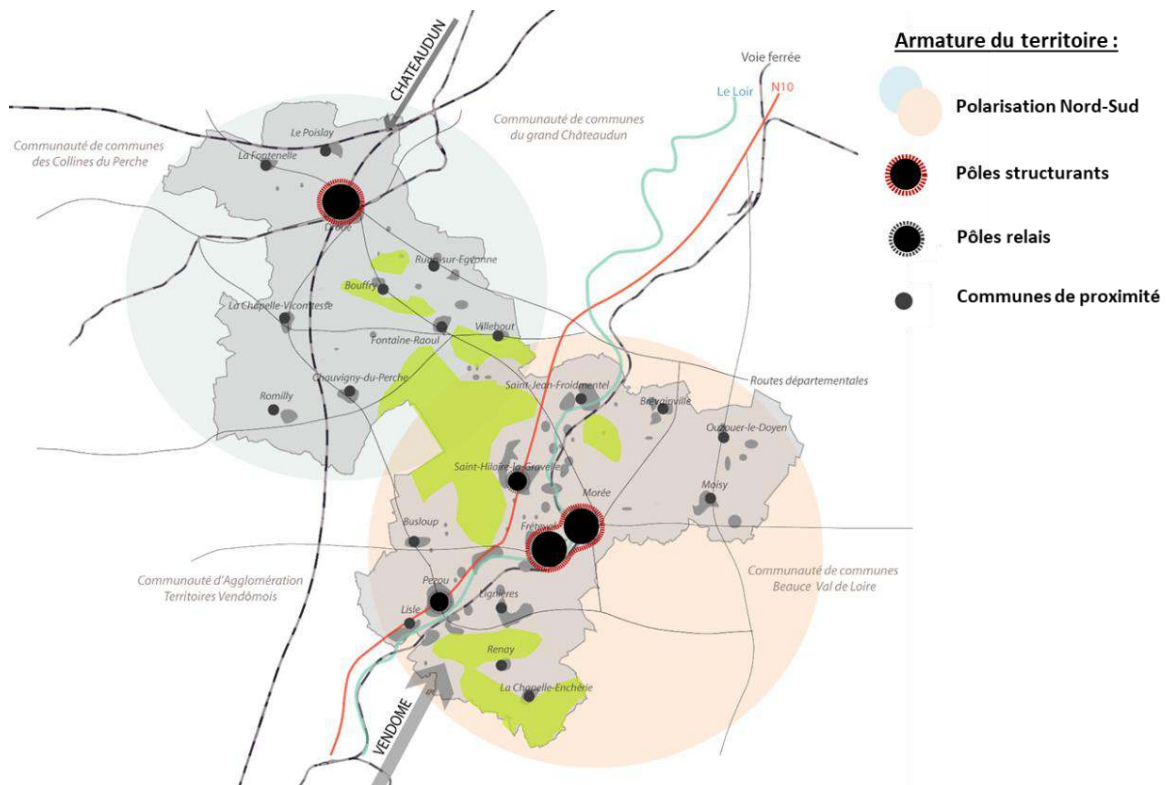 Armature du territoire :
Polarisation Nord-Sud
Pôles structurants
Pôles relais
Communes de proximité
CHATEAUDUN
Voie ferrée
Le Loir
N10
Communauté de communes
du grand Châteaudun
Communauté de communes
des Collines du Perche
Le Poislay
La Fontenelle
Droué
Ruan-sur-Egvonne
Bouffry
La Chapelle-Vicomtesse
Fontaine-Raoul
Villebout
Chauvigny-du-Perche
Romilly
Saint-Jean-Froidmentel
Routes départementales
Brévainville
Ouzouer-le-Doyen
Saint-Hilaire-la-Gravelle
Morée
Moisy
Busloup
Fréteval
Communauté d'Agglomération
Territoires Vendômois
Communauté de communes
Beauce Val de Loire
Pezou
Lignières
Lisle
Renay
La Chapelle-Enchérie
VENDOME